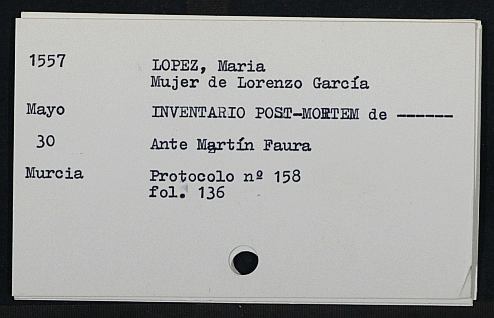 1557 LOPEZ, Maria
Mujer de Lorenzo García
Mayo INVENTARIO POST-MORTEM de ------
30 Ante Martín Faura
Murcia Protocolo nº 158
fol. 136